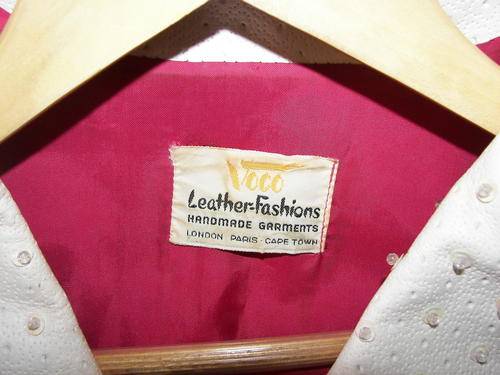 Voco
Leather-Fashions
HANDMADE GARMENTS
LONDON PARIS · CAPE TOWN